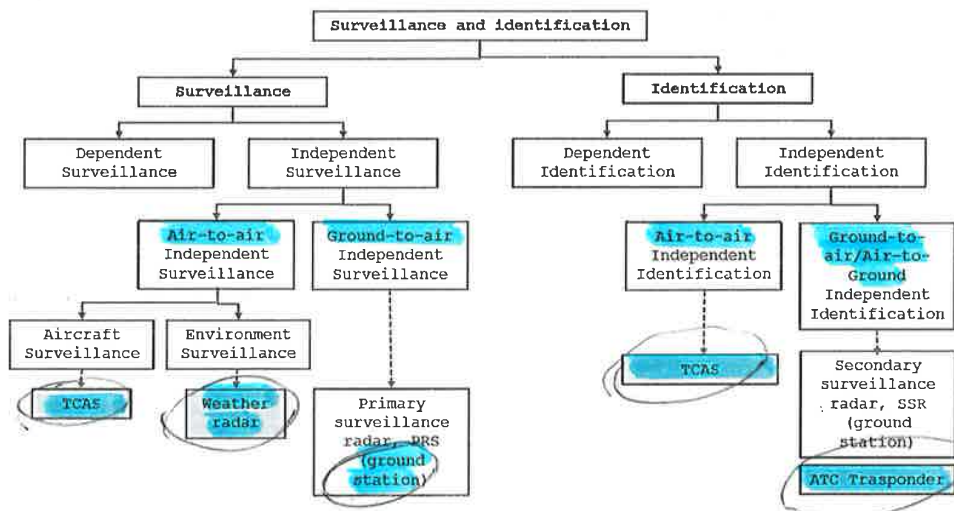 Surveillance and identification
Surveillance
Identification
Dependent
Surveillance
Independent
Surveillance
Dependent
Identification
Independent
Identification
Air-to-air
Independent
Surveillance
Ground-to-air
Independent
Surveillance
Air-to-air
Independent
Identification
Ground-to-
air/Air-to-
Ground
Independent
Identification
Aircraft
Surveillance
Environment
Surveillance
TCAS
Weather
radar
Primary
surveillance
radar, PRS
(ground
station)
TCAS
Secondary
surveillance
radar, SSR
(ground
station)
ATC Trasponder